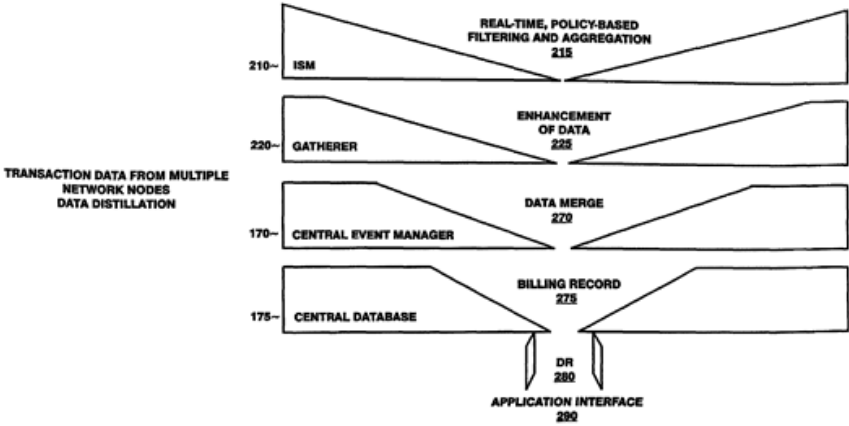 REAL-TIME, POLICY-BASED
FILTERING AND AGGREGATION
215
210~ ISM
ENHANCEMENT
OF DATA
225
220~ GATHERER
TRANSACTION DATA FROM MULTIPLE
NETWORK NODES
DATA DISTILLATION
DATA MERGE
270
170~ CENTRAL EVENT MANAGER
BILLING RECORD
275
175~ CENTRAL DATABASE
DR
280
APPLICATION INTERFACE
290